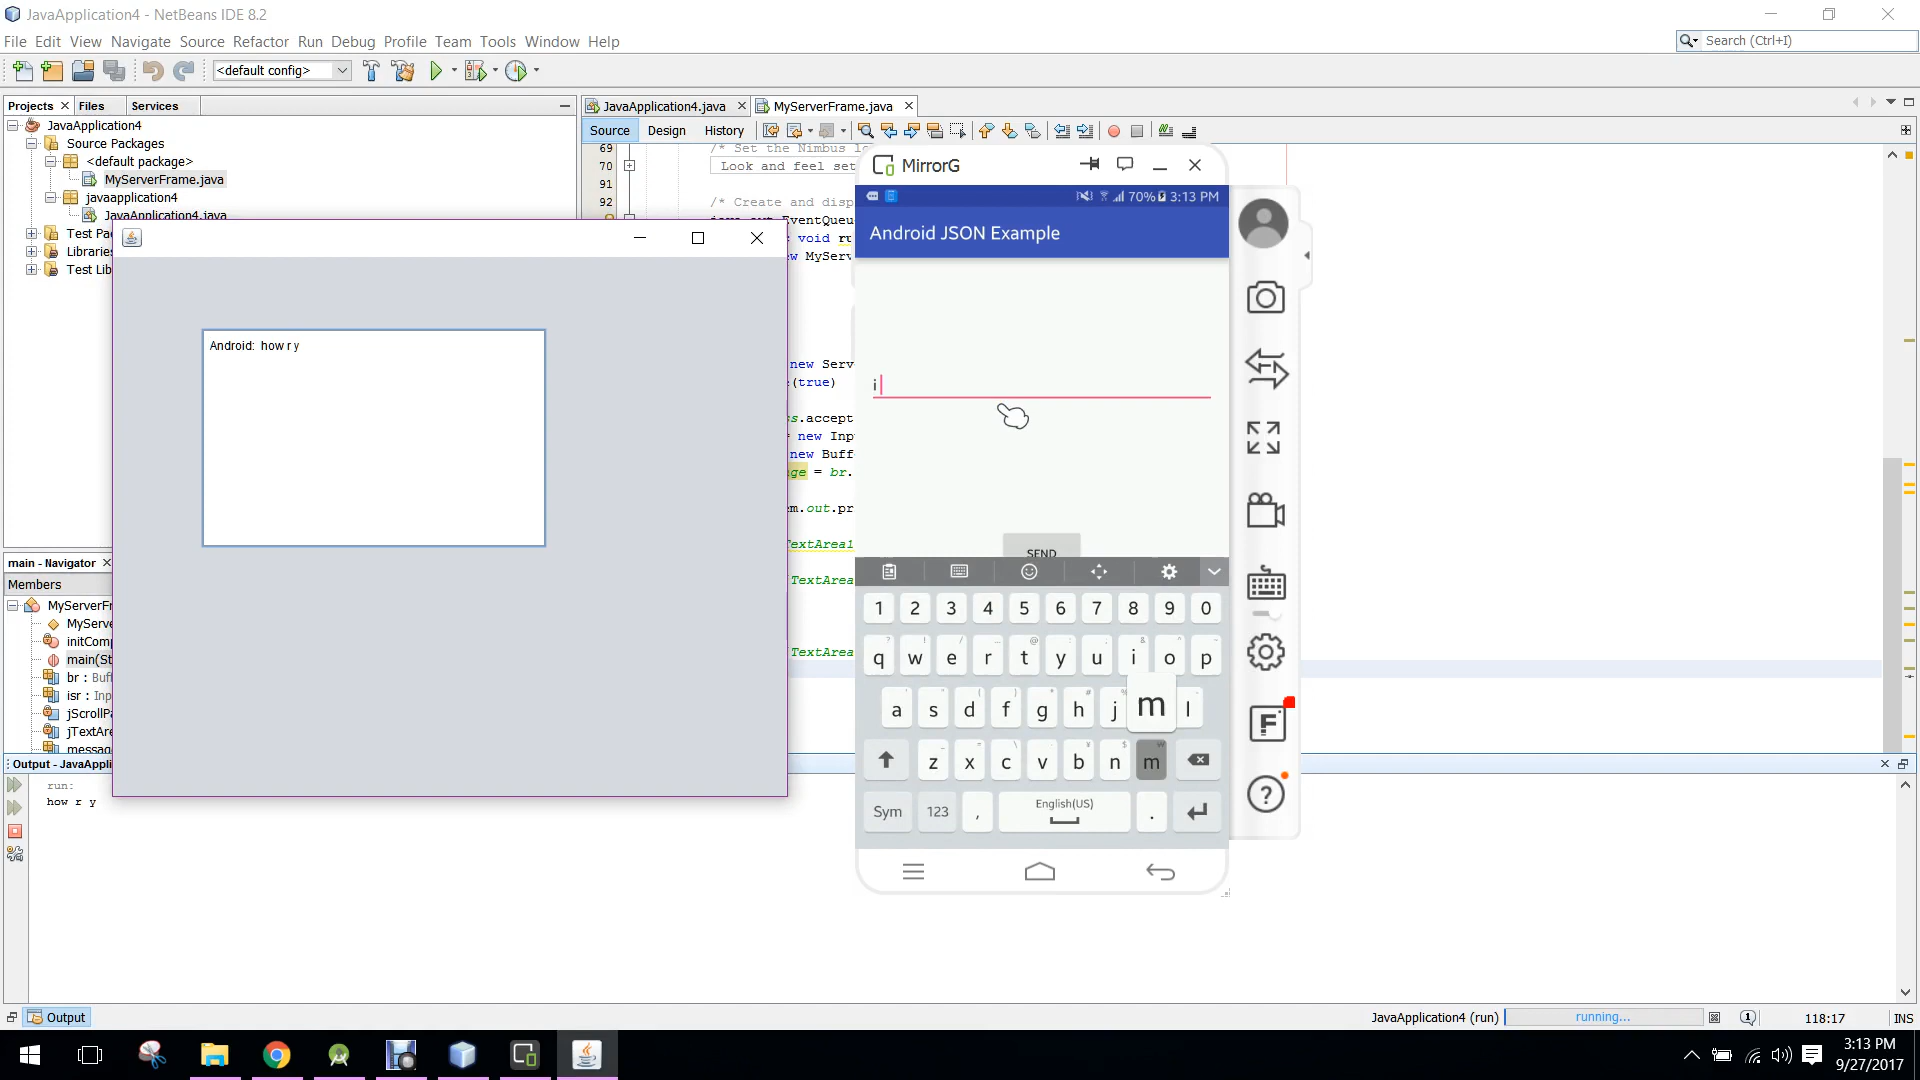 JavaApplication4 - NetBeans IDE 8.2
File Edit View Navigate Source Refactor Run Debug Profile Team Tools Window Help
Search (Ctrl+I)
<default config>
Projects Files Services
JavaApplication4.java MyServerFrame.java
Source Design History
JavaApplication4
Source Packages
<default package>
MyServerFrame.java
javaapplication4
JavaApplication4.java
Test Pa
Libraries
Test Lib
69 /* Set the Nimbus lo
70 Look and feel set
91
92 /* Create and disp
EventQueu
void ru
w MyServ
new Serv
(true)
ss.accept
= new Inpu
new Buff
ge = br.
m.out.pr
TextArea1
TextArea
TextArea
Android: how r y
MirrorG
70% 3:13 PM
Android JSON Example
i
SEND
1 2 3 4 5 6 7 8 9 0
q w e r t y u i o p
a s d f g h j m l
z x c v b n m
Sym 123 , English(US) .
main - Navigator
Members
MyServerFr
MyServe
initComp
main(St
br : Buff
isr : Inpu
jScrollPa
jTextAre
message
Output - JavaAppli
run:
how r y
Output
JavaApplication4 (run) running... 118:17 INS
3:13 PM
9/27/2017